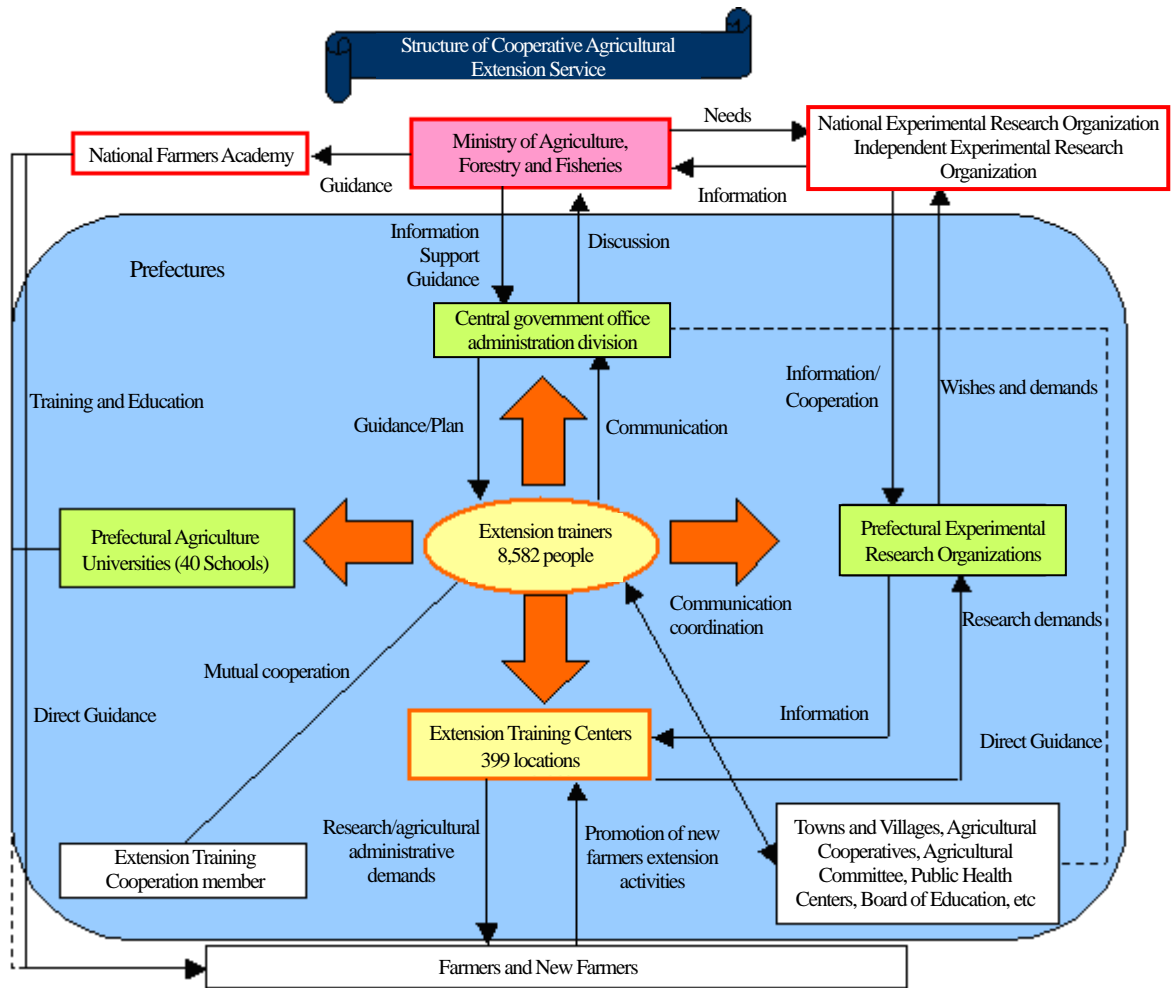 Structure of Cooperative Agricultural
Extension Service
Needs
National Farmers Academy
Ministry of Agriculture,
Forestry and Fisheries
National Experimental Research Organization
Independent Experimental Research
Organization
Guidance
Information
Prefectures
Information
Support
Guidance
Discussion
Central government office
administration division
Training and Education
Guidance/Plan
Communication
Information/
Cooperation
Wishes and demands
Prefectural Agriculture
Universities (40 Schools)
Extension trainers
8,582 people
Prefectural Experimental
Research Organizations
Communication
coordination
Research demands
Mutual cooperation
Direct Guidance
Extension Training Centers
399 locations
Information
Direct Guidance
Extension Training
Cooperation member
Research/agricultural
administrative
demands
Promotion of new
farmers extension
activities
Towns and Villages, Agricultural
Cooperatives, Agricultural
Committee, Public Health
Centers, Board of Education, etc
Farmers and New Farmers